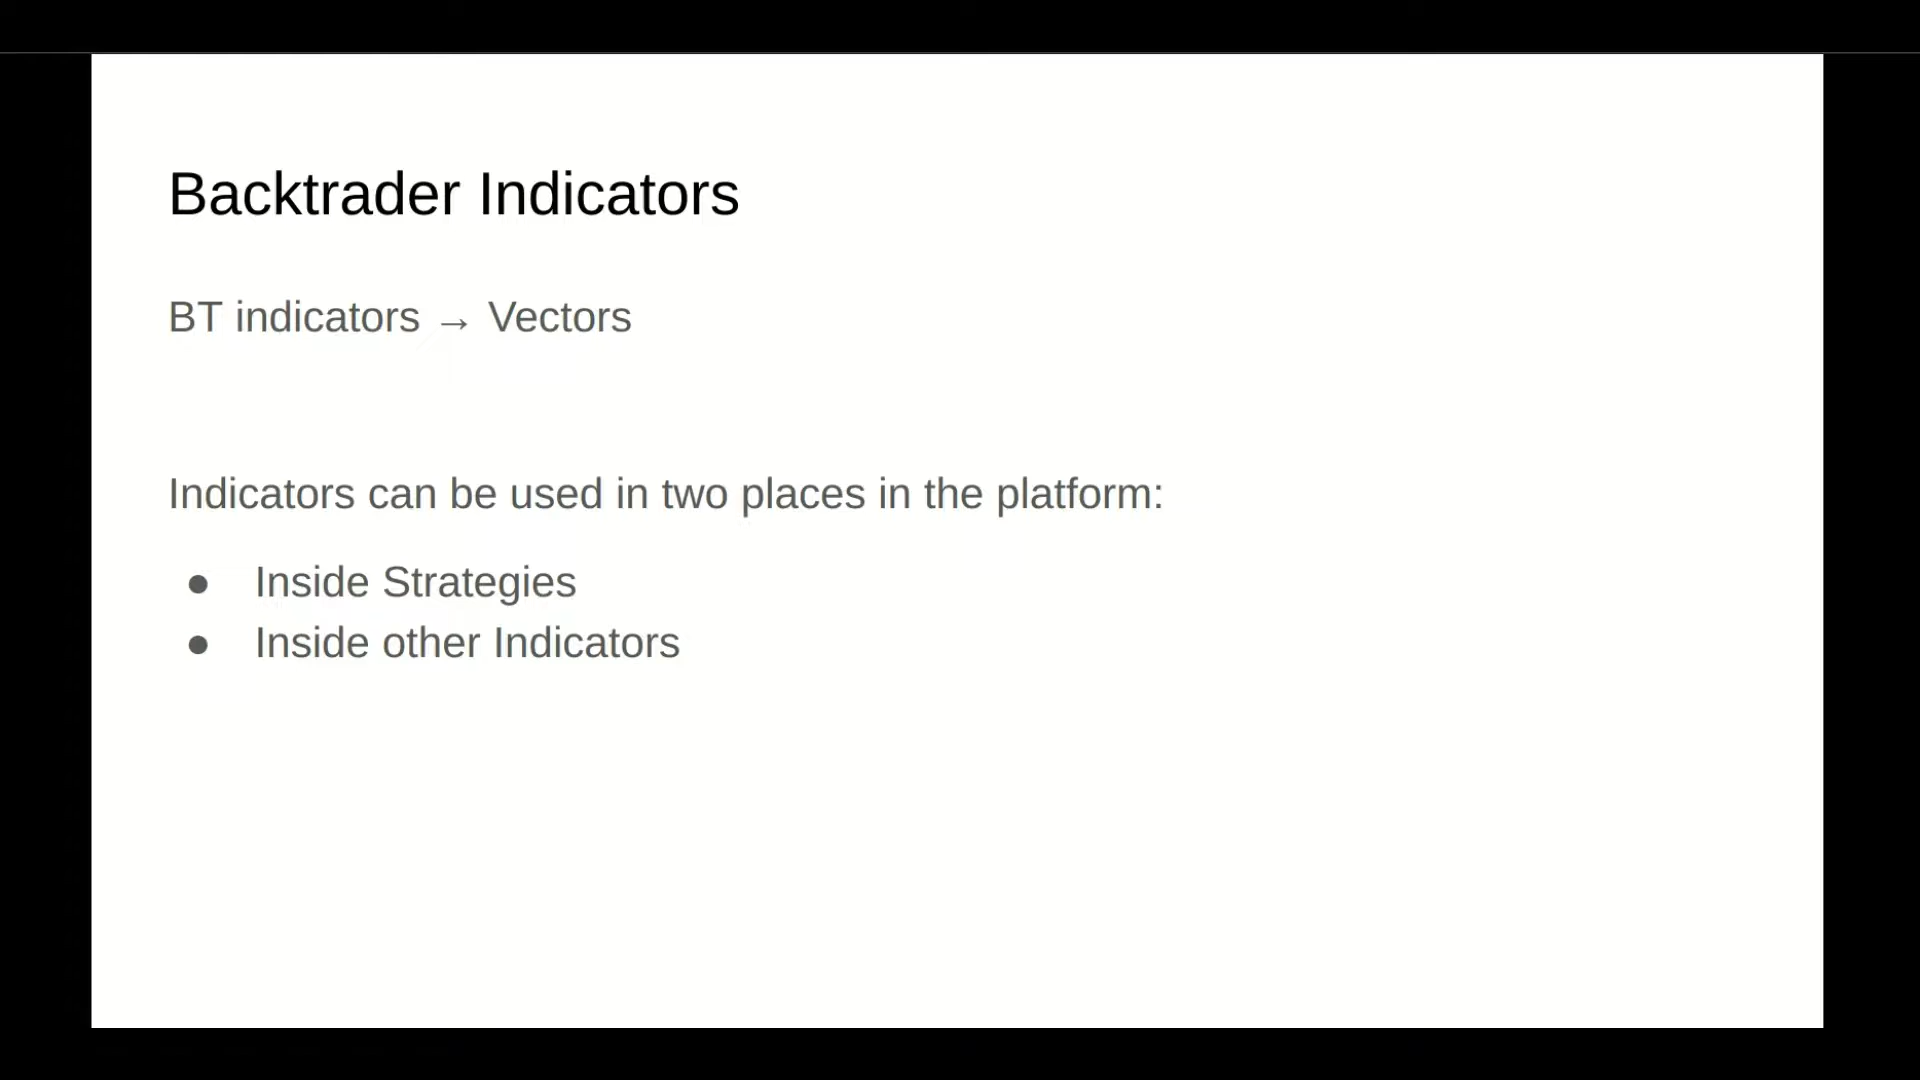 Backtrader Indicators
BT indicators → Vectors
Indicators can be used in two places in the platform:
● Inside Strategies
● Inside other Indicators